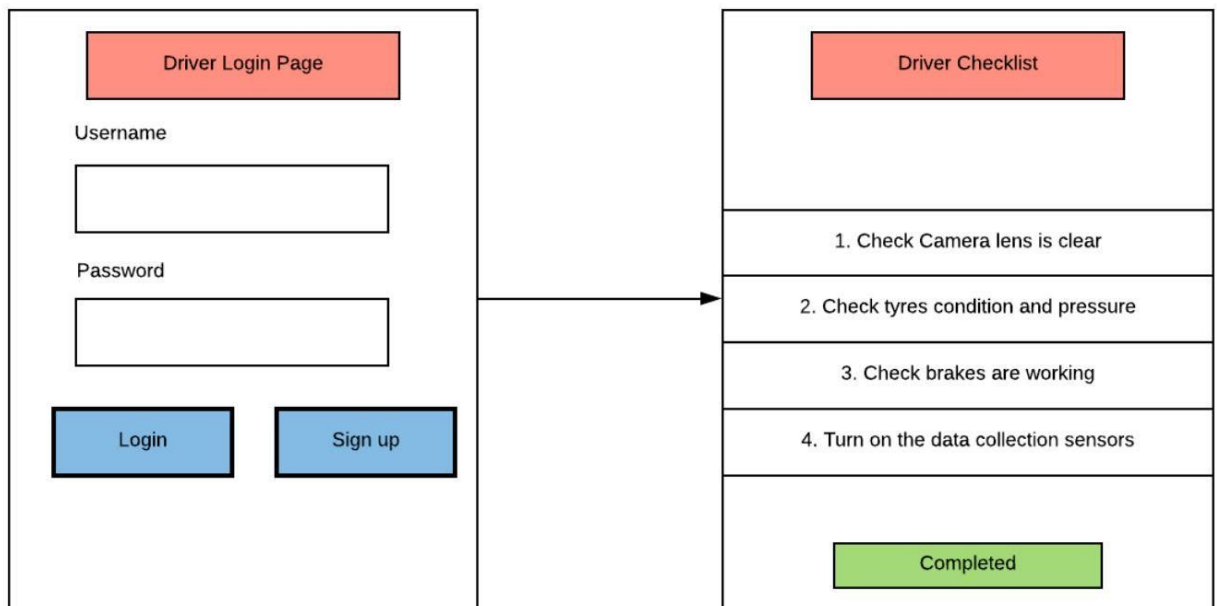 Driver Login Page
Username
Password
Login
Sign up
Driver Checklist
1. Check Camera lens is clear
2. Check tyres condition and pressure
3. Check brakes are working
4. Turn on the data collection sensors
Completed